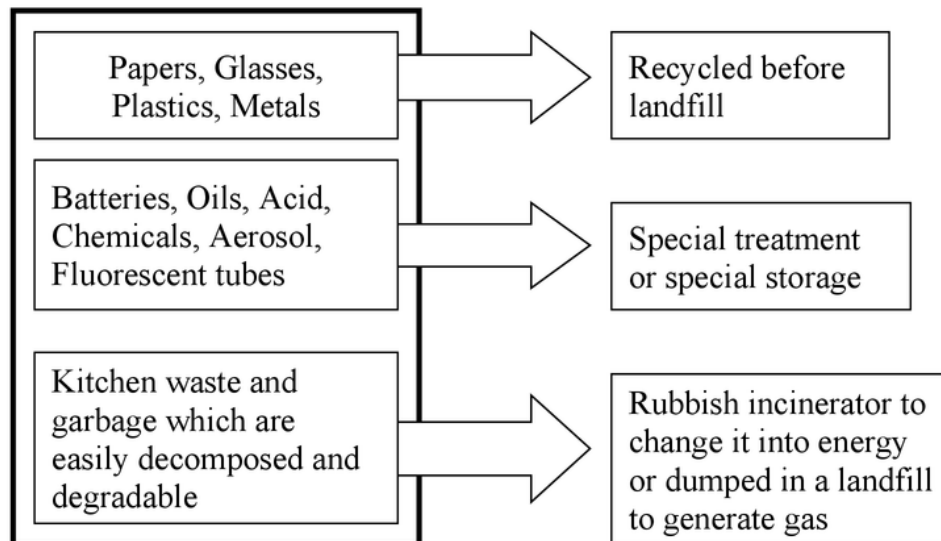 Papers, Glasses,
Plastics, Metals
Recycled before
landfill
Batteries, Oils, Acid,
Chemicals, Aerosol,
Fluorescent tubes
Special treatment
or special storage
Kitchen waste and
garbage which are
easily decomposed and
degradable
Rubbish incinerator to
change it into energy
or dumped in a landfill
to generate gas